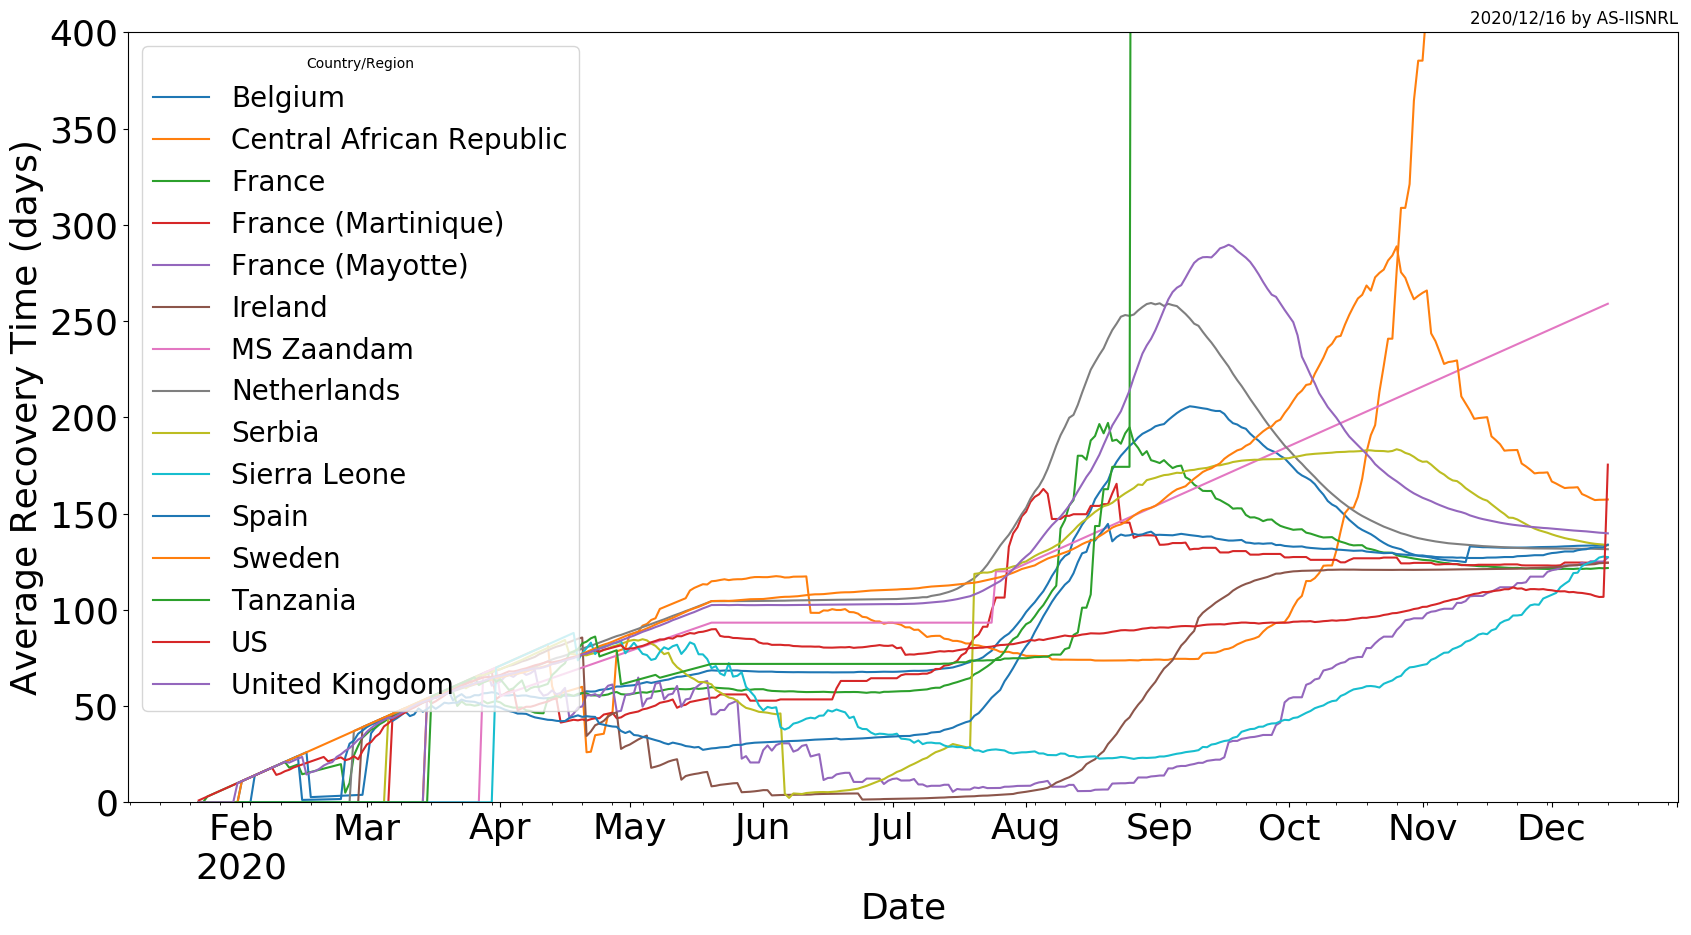 2020/12/16 by AS-IISNRL
Average Recovery Time (days)
400
350
300
250
200
150
100
50
0
Country/Region
Belgium
Central African Republic
France
France (Martinique)
France (Mayotte)
Ireland
MS Zaandam
Netherlands
Serbia
Sierra Leone
Spain
Sweden
Tanzania
US
United Kingdom
Feb Mar Apr May Jun Jul Aug Sep Oct Nov Dec
2020
Date